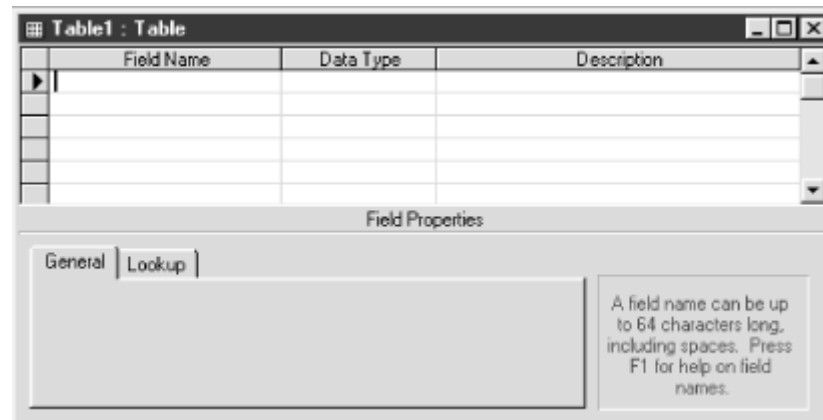 Table1 : Table
Field Name Data Type Description
Field Properties
General Lookup
A field name can be up
to 64 characters long,
including spaces. Press
F1 for help on field
names.